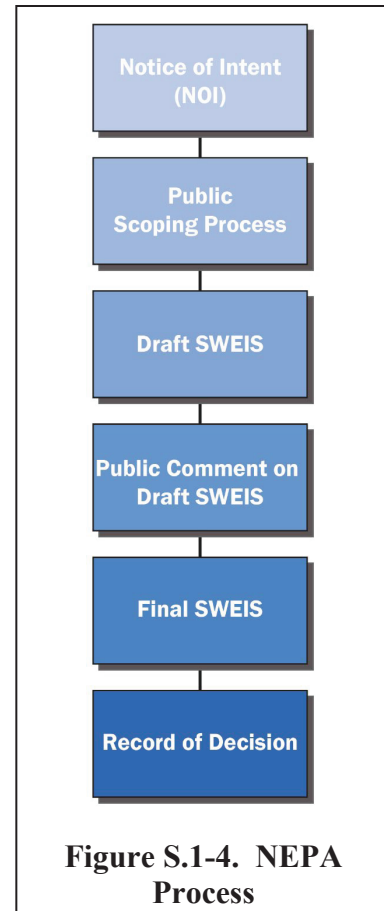 Notice of Intent
(NOI)
Public
Scoping Process
Draft SWEIS
Public Comment on
Draft SWEIS
Final SWEIS
Record of Decision
Figure S.1-4. NEPA
Process